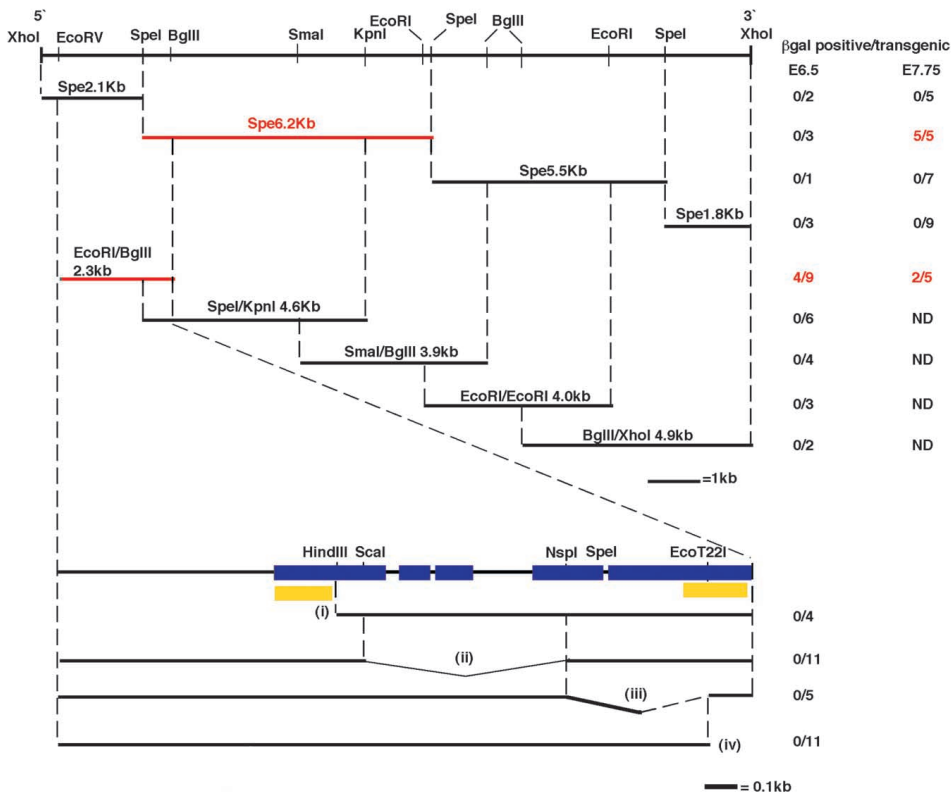 5` 3`
XhoI EcoRV SpeI BglII SmaI KpnI EcoRI SpeI BglII EcoRI SpeI XhoI
βgal positive/transgenic
E6.5 E7.75
Spe2.1Kb 0/2 0/5
Spe6.2Kb 0/3 5/5
Spe5.5Kb 0/1 0/7
Spe1.8Kb 0/3 0/9
EcoRI/BglII
2.3kb 4/9 2/5
SpeI/KpnI 4.6Kb 0/6 ND
SmaI/BglII 3.9kb 0/4 ND
EcoRI/EcoRI 4.0kb 0/3 ND
BglII/XhoI 4.9kb 0/2 ND
=1kb
HindIII ScaI NspI SpeI EcoT22I
(i) 0/4
(ii) 0/11
(iii) 0/5
(iv) 0/11
= 0.1kb